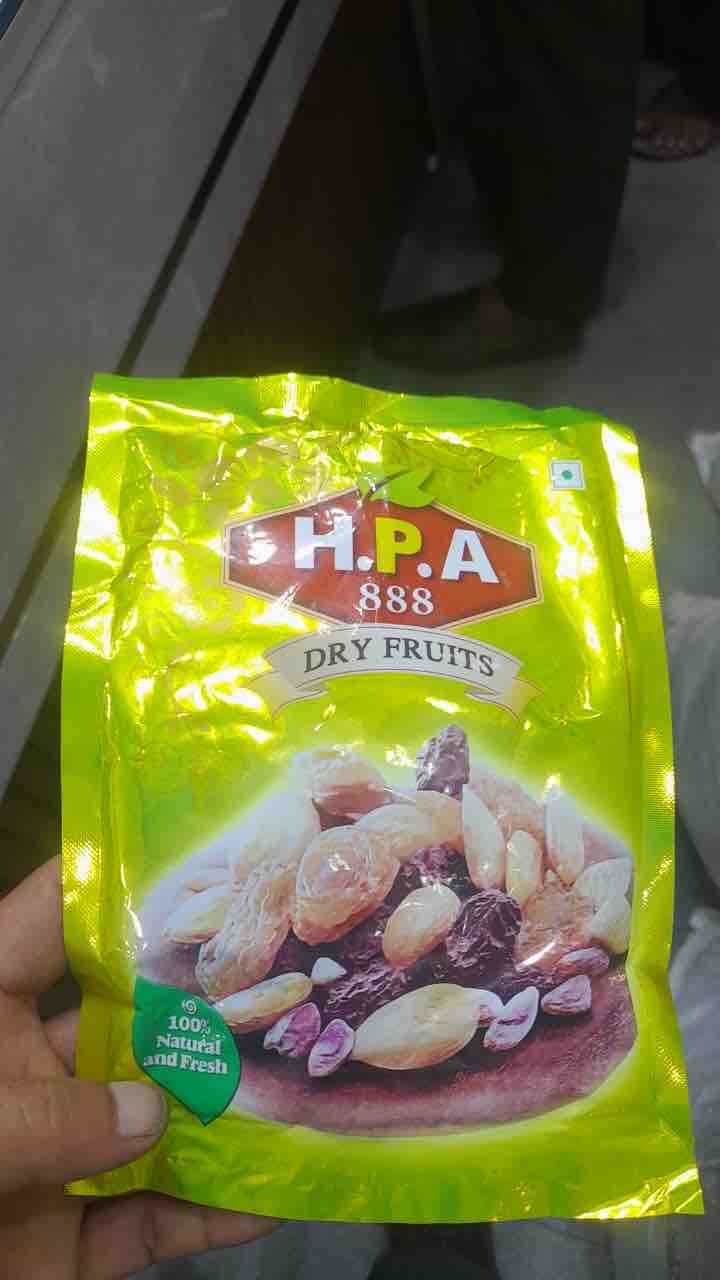 H.P.A
888
DRY FRUITS
100%
Natural
and Fresh